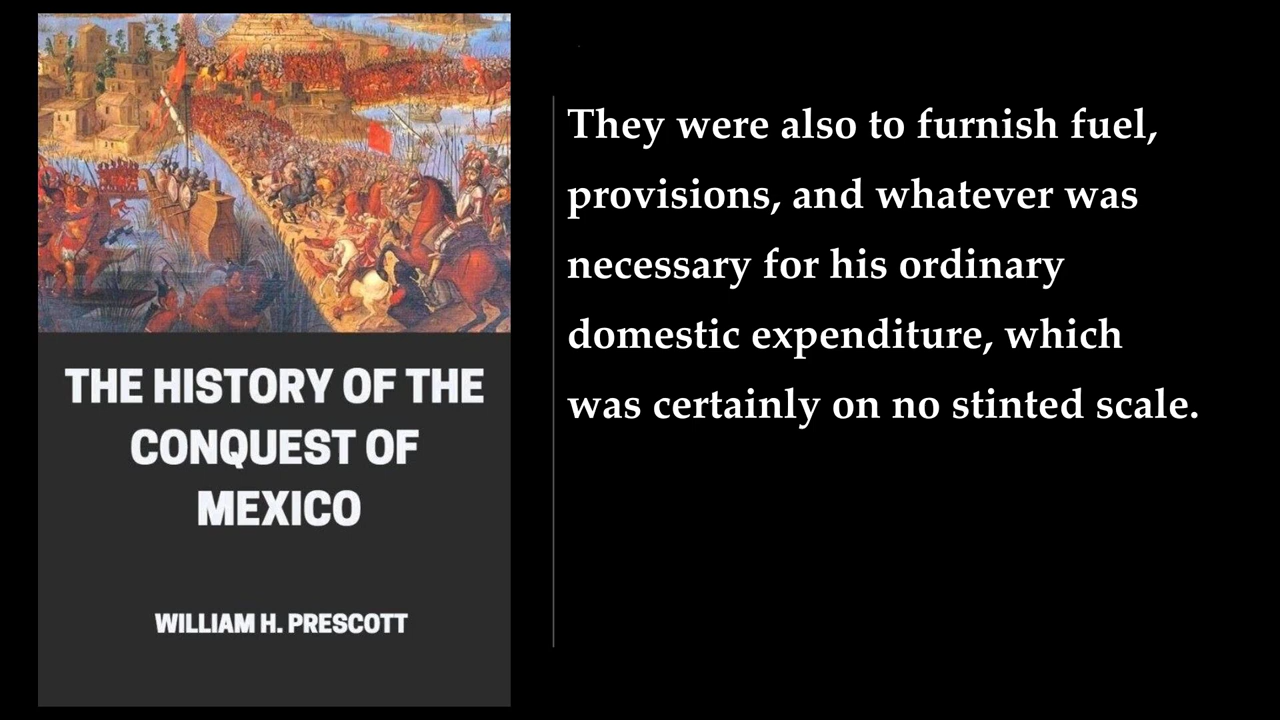 THE HISTORY OF THE
CONQUEST OF
MEXICO
WILLIAM H. PRESCOTT
They were also to furnish fuel,
provisions, and whatever was
necessary for his ordinary
domestic expenditure, which
was certainly on no stinted scale.